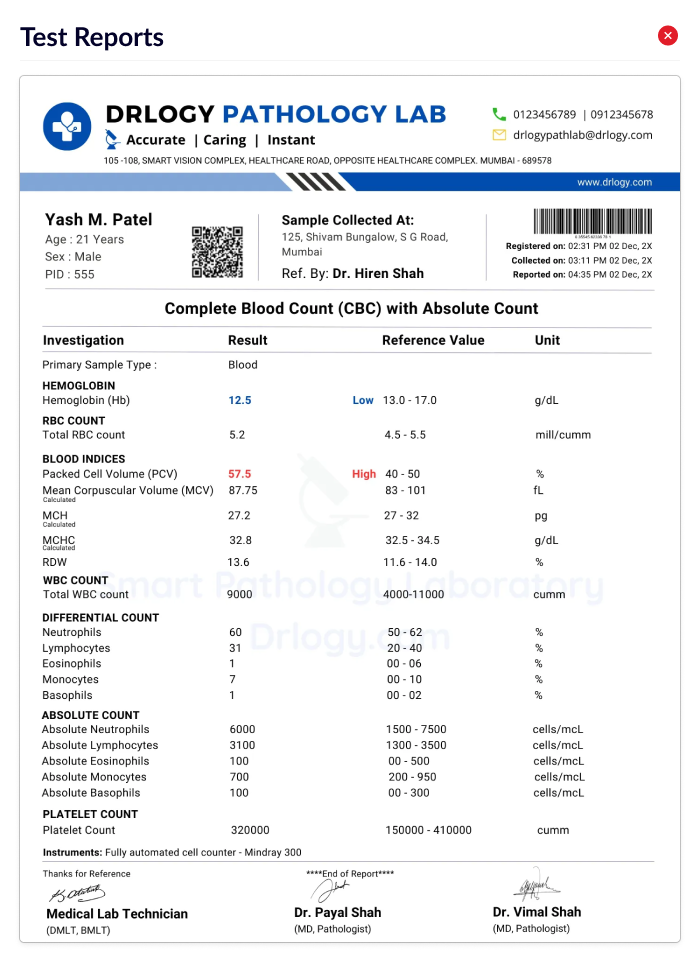 Test Reports
DRLOGY PATHOLOGY LAB
Accurate | Caring | Instant
0123456789 | 0912345678
drlogypathlab@drlogy.com
105 -108, SMART VISION COMPLEX, HEALTHCARE ROAD, OPPOSITE HEALTHCARE COMPLEX. MUMBAI - 689578
www.drlogy.com
Yash M. Patel
Age : 21 Years
Sex : Male
PID : 555
Sample Collected At:
125, Shivam Bungalow, S G Road,
Mumbai
Ref. By: Dr. Hiren Shah
Registered on: 02:31 PM 02 Dec, 2X
Collected on: 03:11 PM 02 Dec, 2X
Reported on: 04:35 PM 02 Dec, 2X
Complete Blood Count (CBC) with Absolute Count
Investigation Result Reference Value Unit
Primary Sample Type : Blood
HEMOGLOBIN
Hemoglobin (Hb) 12.5 Low 13.0 - 17.0 g/dL
RBC COUNT
Total RBC count 5.2 4.5 - 5.5 mill/cumm
BLOOD INDICES
Packed Cell Volume (PCV) 57.5 High 40 - 50 %
Mean Corpuscular Volume (MCV) 87.75 83 - 101 fL
Calculated
MCH 27.2 27 - 32 pg
Calculated
MCHC 32.8 32.5 - 34.5 g/dL
Calculated
RDW 13.6 11.6 - 14.0 %
Smart Pathology Laboratory
WBC COUNT
Total WBC count 9000 4000-11000 cumm
DIFFERENTIAL COUNT
Neutrophils 60 50 - 62 %
Drlogy.com
Lymphocytes 31 20 - 40 %
Eosinophils 1 00 - 06 %
Monocytes 7 00 - 10 %
Basophils 1 00 - 02 %
ABSOLUTE COUNT
Absolute Neutrophils 6000 1500 - 7500 cells/mcL
Absolute Lymphocytes 3100 1300 - 3500 cells/mcL
Absolute Eosinophils 100 00 - 500 cells/mcL
Absolute Monocytes 700 200 - 950 cells/mcL
Absolute Basophils 100 00 - 300 cells/mcL
PLATELET COUNT
Platelet Count 320000 150000 - 410000 cumm
Instruments: Fully automated cell counter - Mindray 300
Thanks for Reference ****End of Report****
Medical Lab Technician
(DMLT, BMLT)
Dr. Payal Shah
(MD, Pathologist)
Dr. Vimal Shah
(MD, Pathologist)